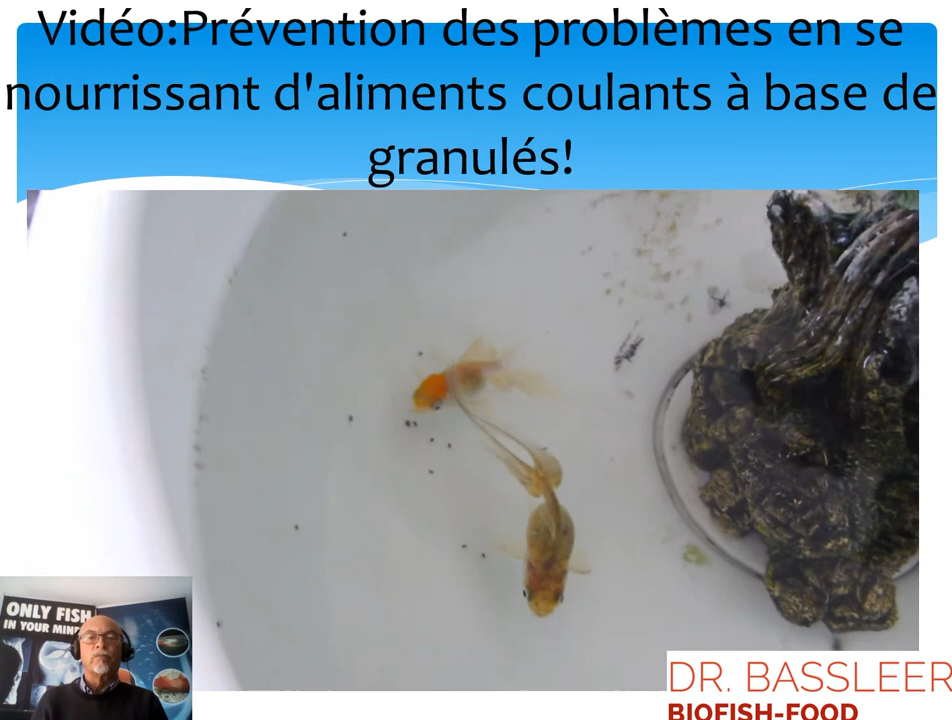 Vidéo:Prévention des problèmes en se
nourrissant d'aliments coulants à base de
granulés!
ONLY FISH
IN YOUR MIND
DR. BASSLEER
BIOFISH-FOOD